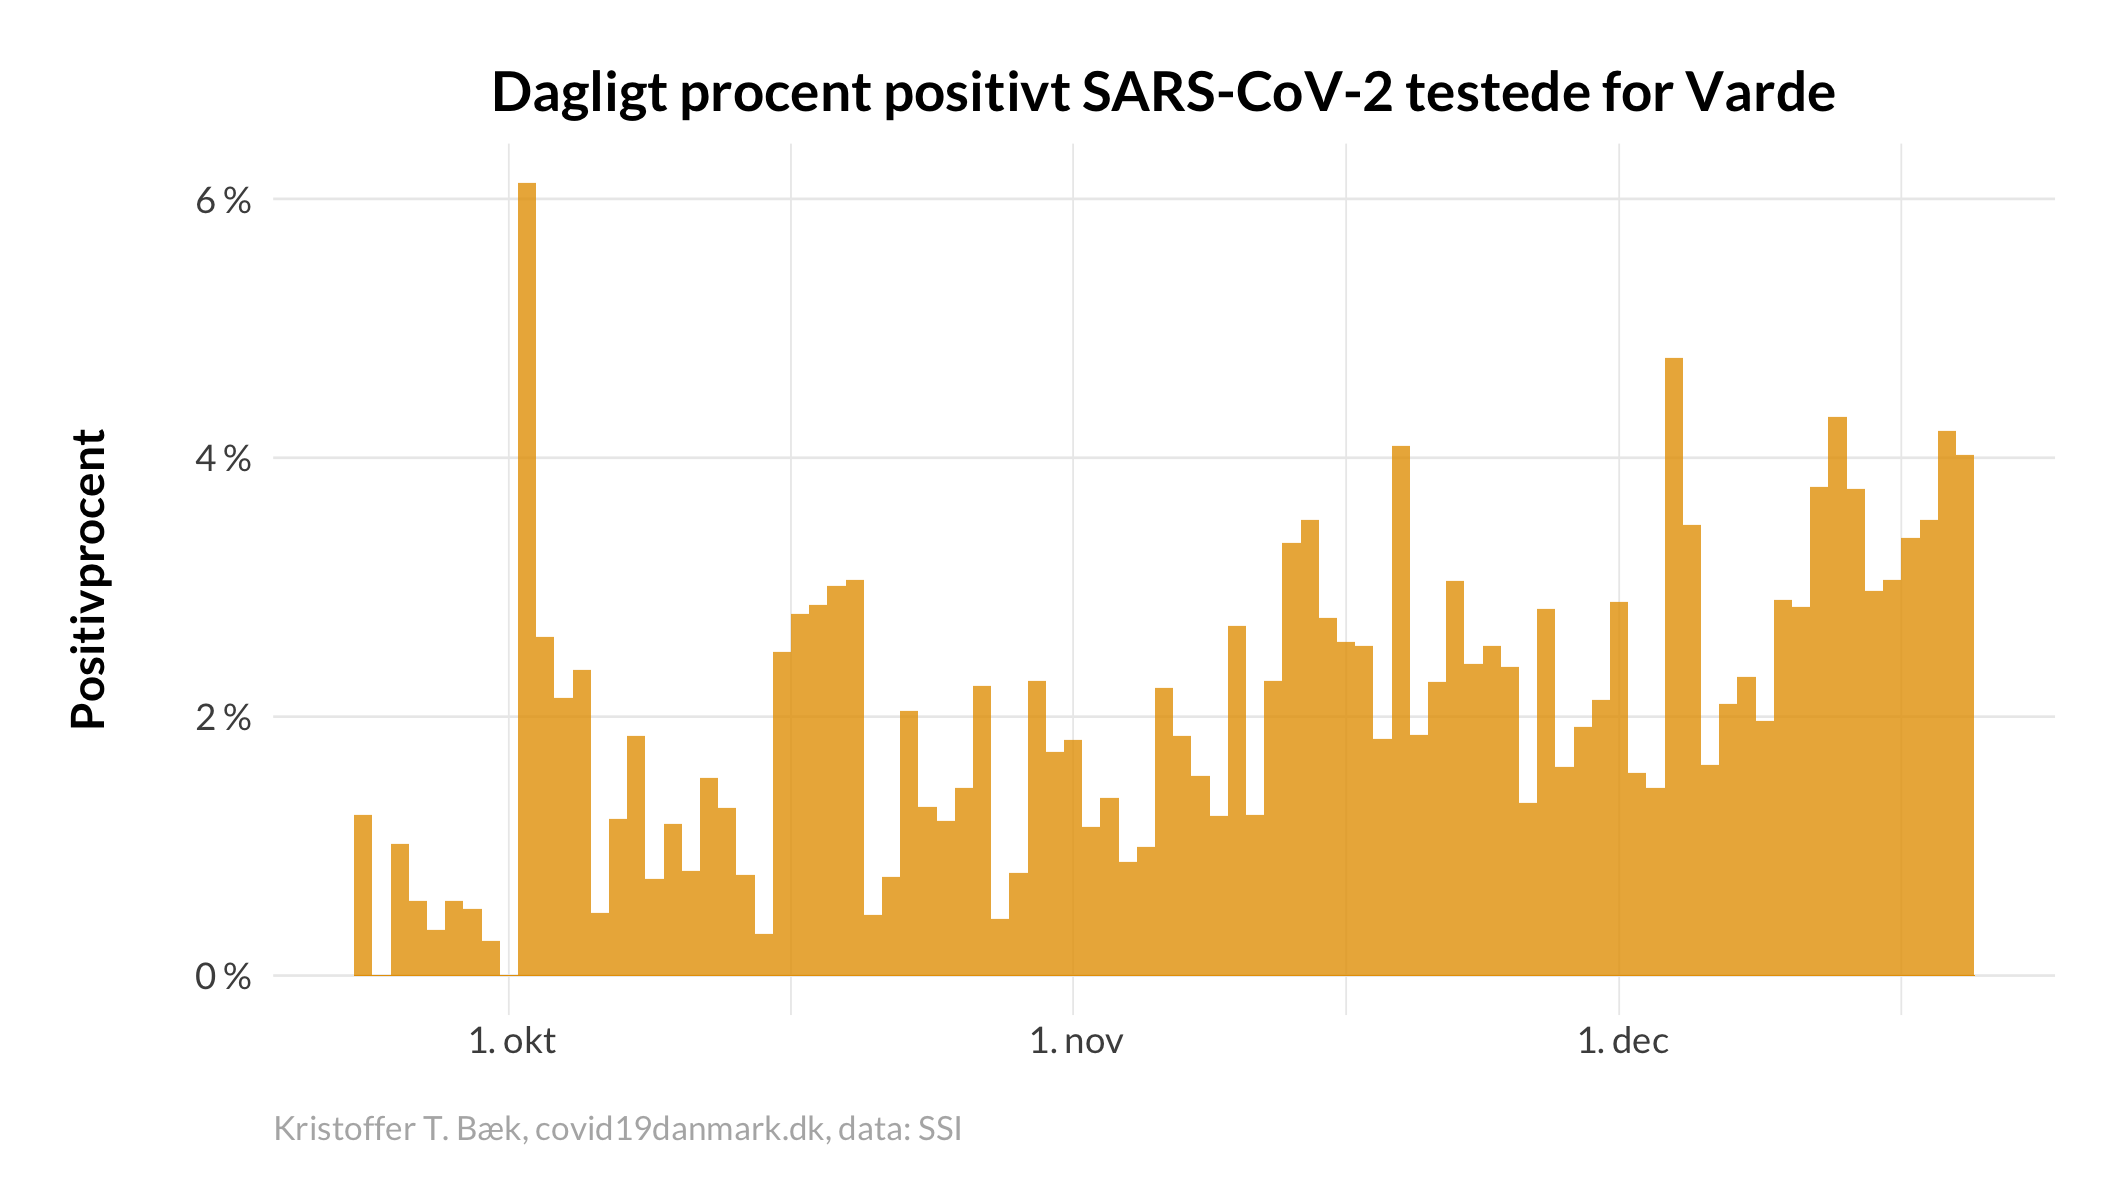 Dagligt procent positivt SARS-CoV-2 testede for Varde
Positivprocent
6 %
4 %
2 %
0 %
1. okt
1. nov
1. dec
Kristoffer T. Bæk, covid19danmark.dk, data: SSI